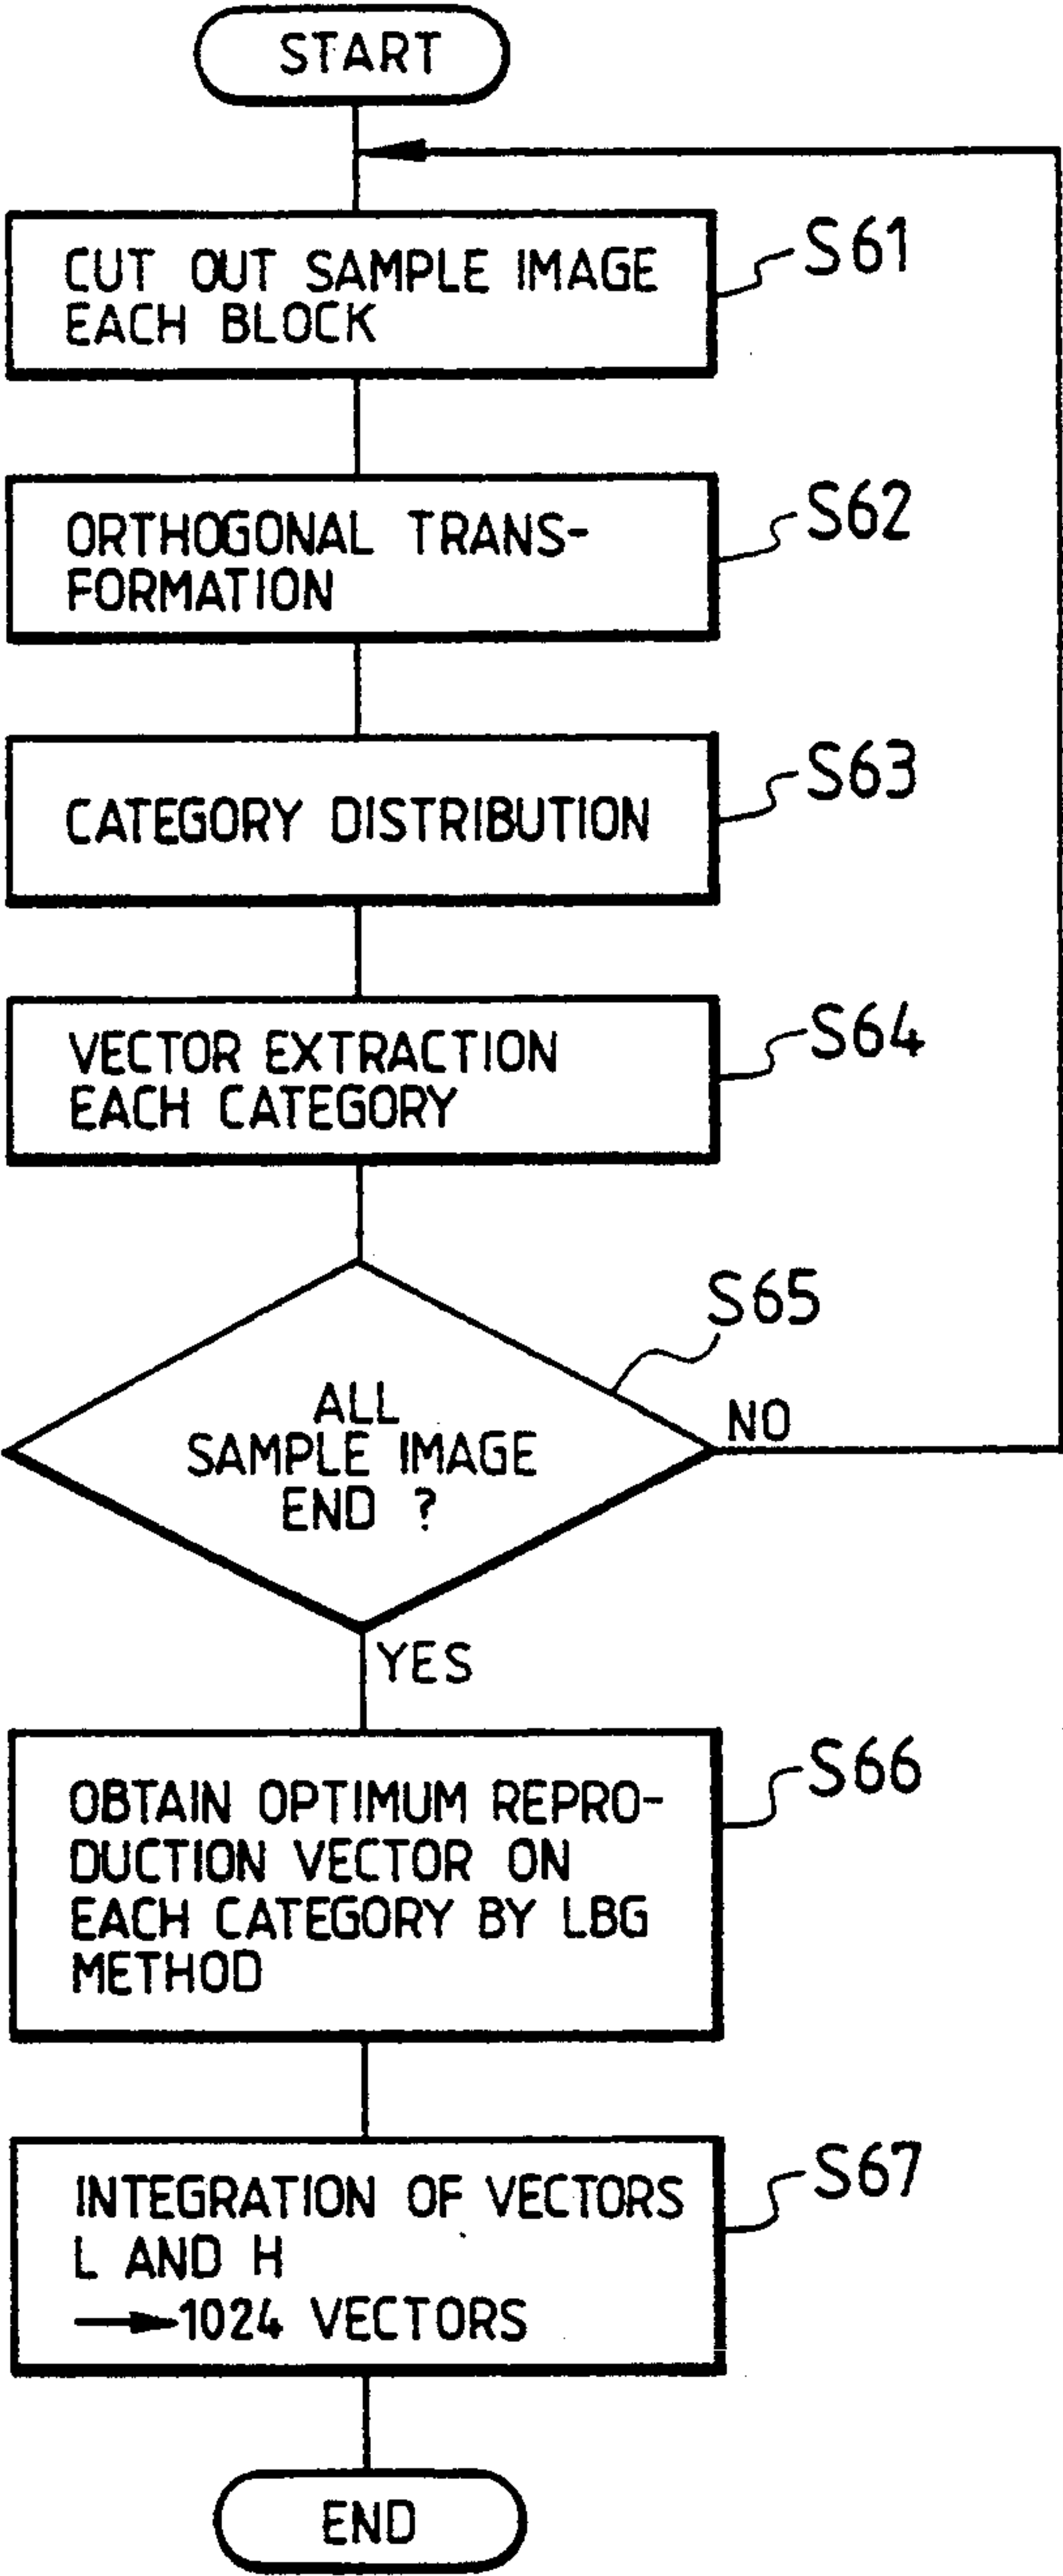 START
CUT OUT SAMPLE IMAGE
EACH BLOCK
S61
ORTHOGONAL TRANS-
FORMATION
S62
CATEGORY DISTRIBUTION
S63
VECTOR EXTRACTION
EACH CATEGORY
S64
S65
ALL
SAMPLE IMAGE
END ?
NO
YES
OBTAIN OPTIMUM REPRO-
DUCTION VECTOR ON
EACH CATEGORY BY LBG
METHOD
S66
INTEGRATION OF VECTORS
L AND H
→1024 VECTORS
S67
END